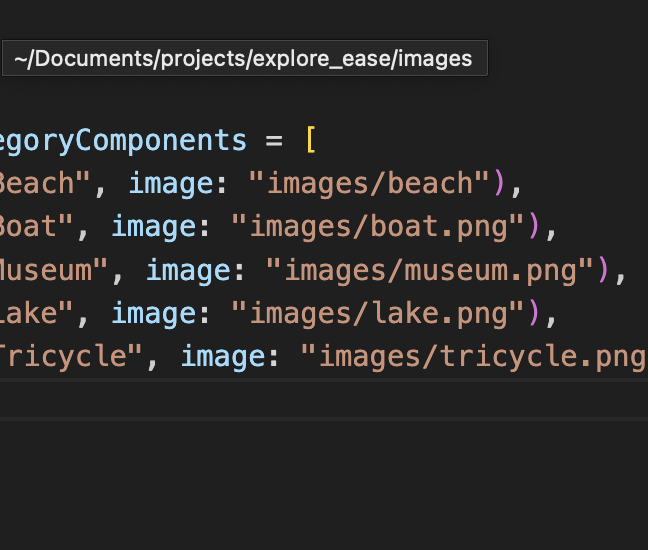 ~/Documents/projects/explore_ease/images
egoryComponents = [
Beach", image: "images/beach"),
Boat", image: "images/boat.png"),
Museum", image: "images/museum.png"),
Lake", image: "images/lake.png"),
Tricycle", image: "images/tricycle.png